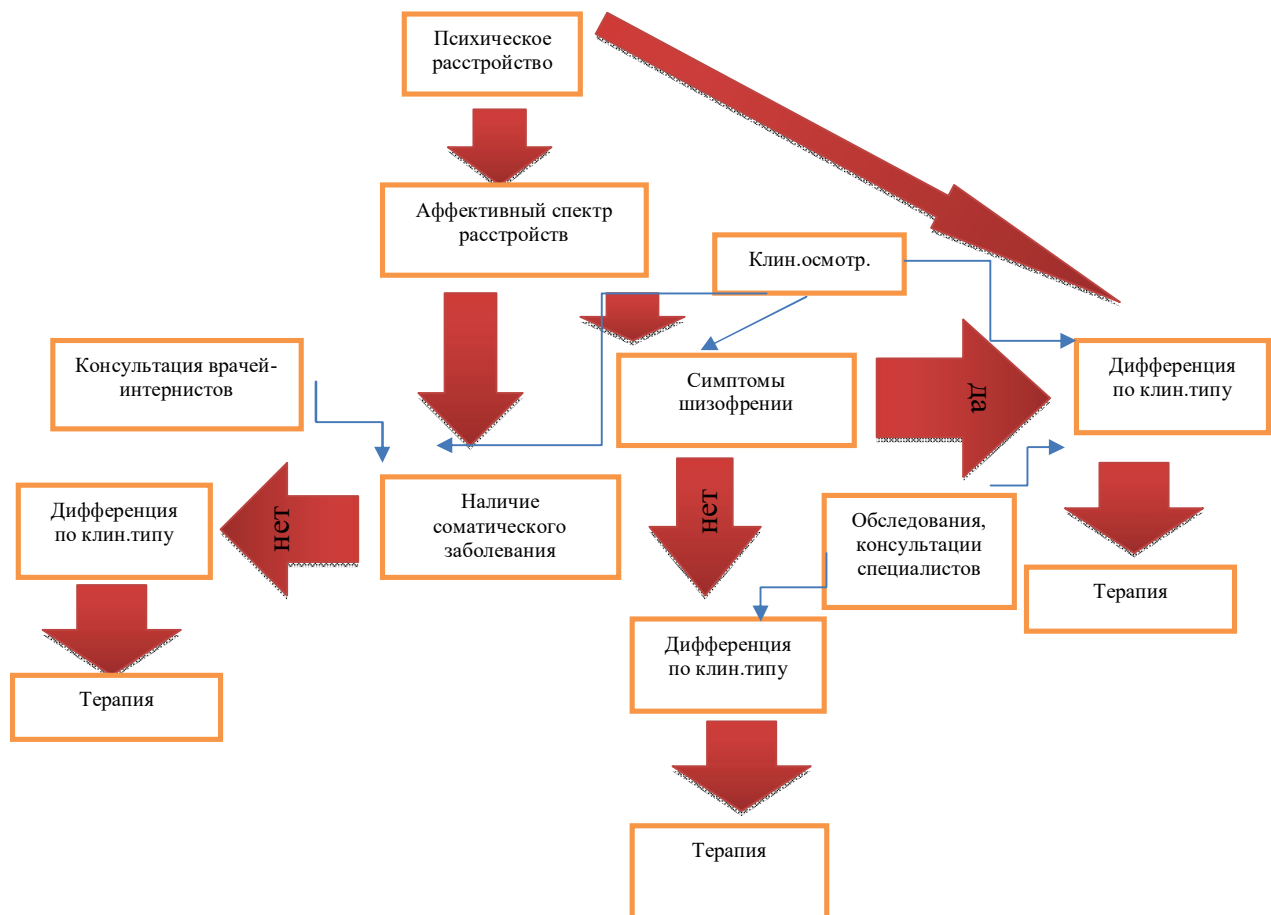 Психическое
расстройство
Аффективный спектр
расстройств
Клин.осмотр.
Консультация врачей-
интернистов
Симптомы
шизофрении
да
Дифференция
по клин.типу
Дифференция
по клин.типу
нет
Наличие
соматического
заболевания
нет
Обследования,
консультации
специалистов
Терапия
Дифференция
по клин.типу
Терапия
Терапия